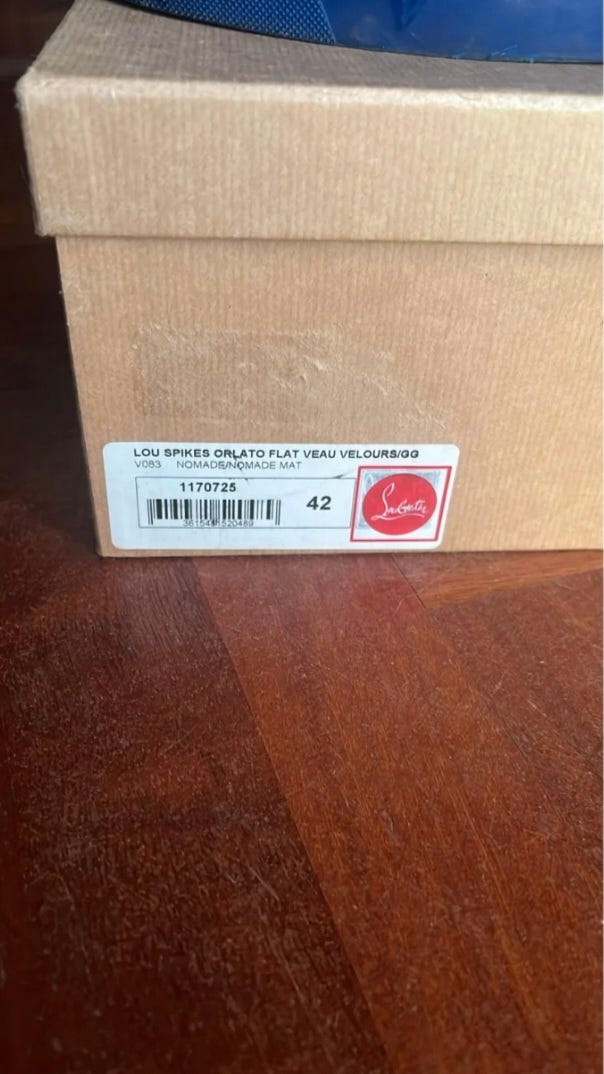 LOU SPIKES ORLATO FLAT VEAU VELOURS/GG
V083 NOMADE/NOMADE MAT
1170725
42
Louboutin